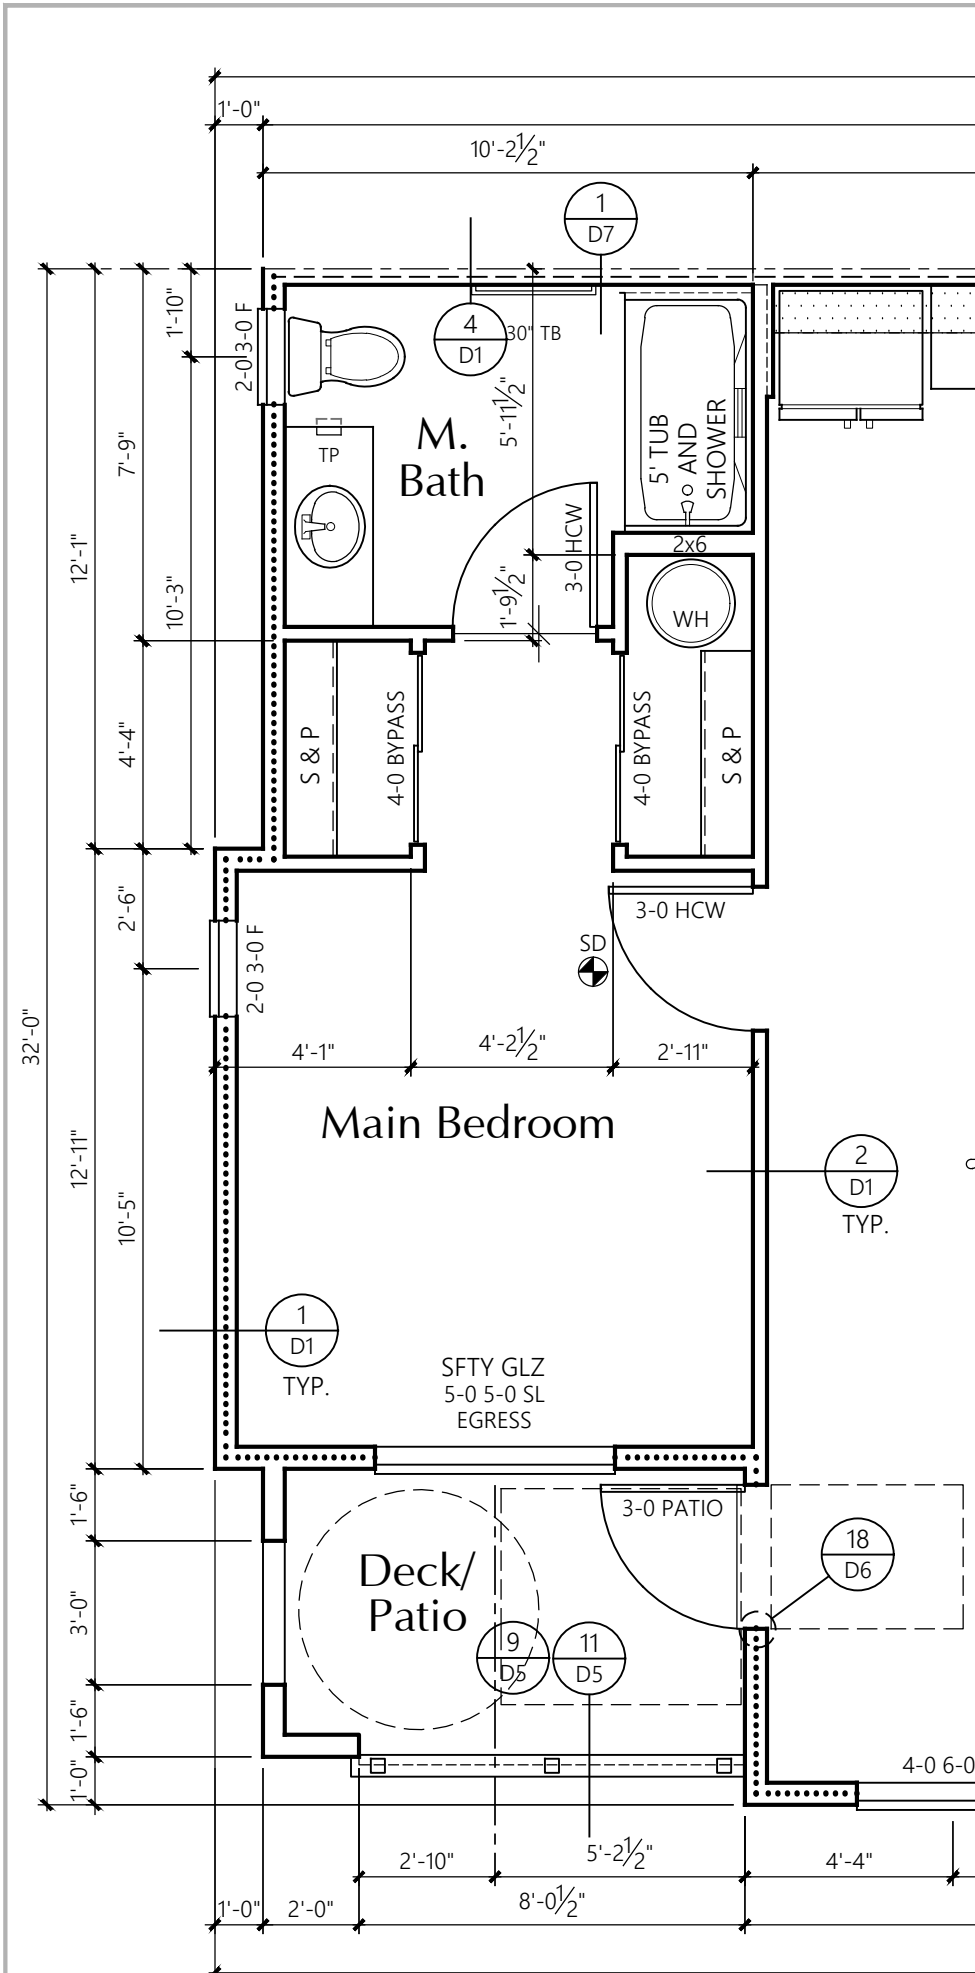 1'-0"
10'-2½"
1
D7
1'-10"
2-0 3-0 F
4
D1
30" TB
5'-11½"
M.
Bath
5' TUB
AND
SHOWER
7'-9"
TP
12'-1"
10'-3"
3-0 HCW
2x6
1'-9½"
WH
4'-4"
S & P
4-0 BYPASS
4-0 BYPASS
S & P
2'-6"
2-0 3-0 F
3-0 HCW
SD
32'-0"
4'-1"
4'-2½"
2'-11"
Main Bedroom
12'-11"
10'-5"
2
D1
TYP.
1
D1
TYP.
SFTY GLZ
5-0 5-0 SL
EGRESS
1'-6"
3-0 PATIO
18
D6
Deck/
Patio
3'-0"
9
D5
11
D5
1'-6"
1'-0"
4-0 6-0
2'-10"
5'-2½"
4'-4"
1'-0"
2'-0"
8'-0½"